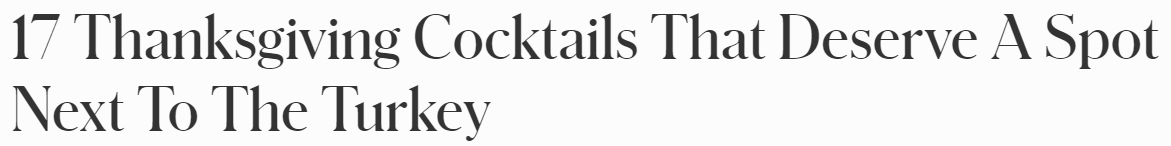 17 Thanksgiving Cocktails That Deserve A Spot
Next To The Turkey